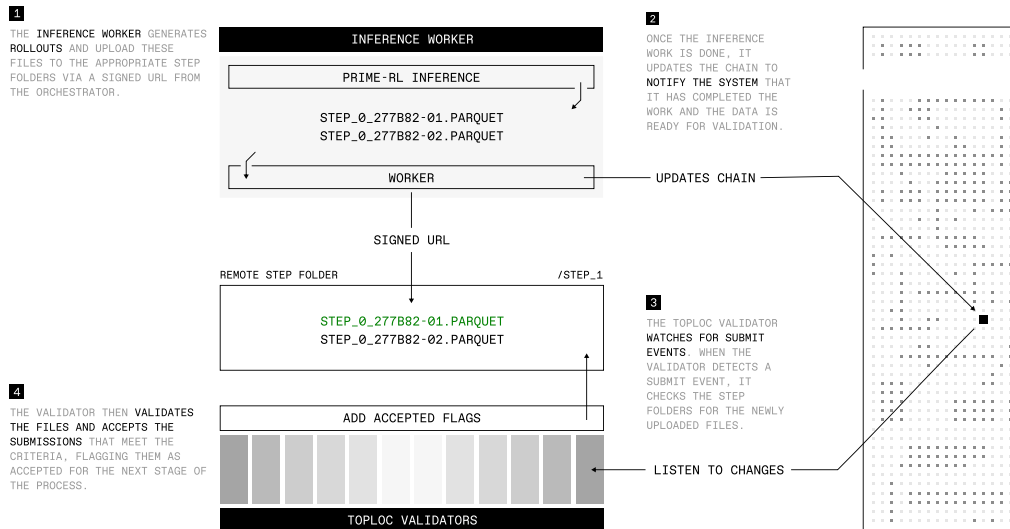 1
THE INFERENCE WORKER GENERATES
ROLLOUTS AND UPLOAD THESE
FILES TO THE APPROPRIATE STEP
FOLDERS VIA A SIGNED URL FROM
THE ORCHESTRATOR.
INFERENCE WORKER
PRIME-RL INFERENCE
STEP_0_277B82-01.PARQUET
STEP_0_277B82-02.PARQUET
WORKER
2
ONCE THE INFERENCE
WORK IS DONE, IT
UPDATES THE CHAIN TO
NOTIFY THE SYSTEM THAT
IT HAS COMPLETED THE
WORK AND THE DATA IS
READY FOR VALIDATION.
UPDATES CHAIN
SIGNED URL
REMOTE STEP FOLDER
/STEP_1
STEP_0_277B82-01.PARQUET
STEP_0_277B82-02.PARQUET
3
THE TOPLOC VALIDATOR
WATCHES FOR SUBMIT
EVENTS. WHEN THE
VALIDATOR DETECTS A
SUBMIT EVENT, IT
CHECKS THE STEP
FOLDERS FOR THE NEWLY
UPLOADED FILES.
4
THE VALIDATOR THEN VALIDATES
THE FILES AND ACCEPTS THE
SUBMISSIONS THAT MEET THE
CRITERIA, FLAGGING THEM AS
ACCEPTED FOR THE NEXT STAGE OF
THE PROCESS.
ADD ACCEPTED FLAGS
LISTEN TO CHANGES
TOPLOC VALIDATORS